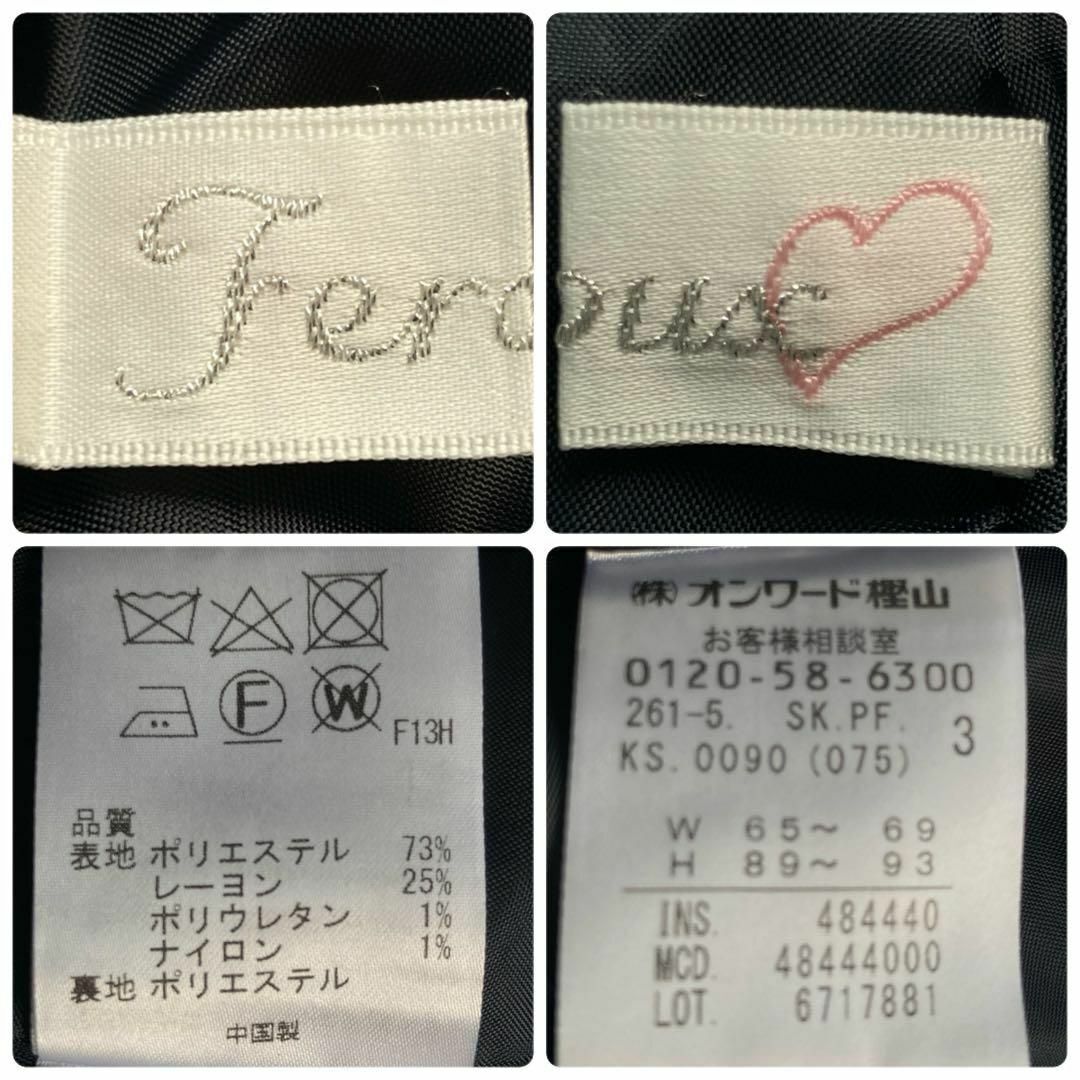 Fero
oux
F13H
品質
表地 ポリエステル 73%
レーヨン 25%
ポリウレタン 1%
ナイロン 1%
裏地 ポリエステル
中国製
(株)オンワード樫山
お客様相談室
0120-58-6300
261-5. SK.PF. 3
KS.0090 (075)
W 65~ 69
H 89~ 93
INS. 484440
MCD. 48444000
LOT. 6717881